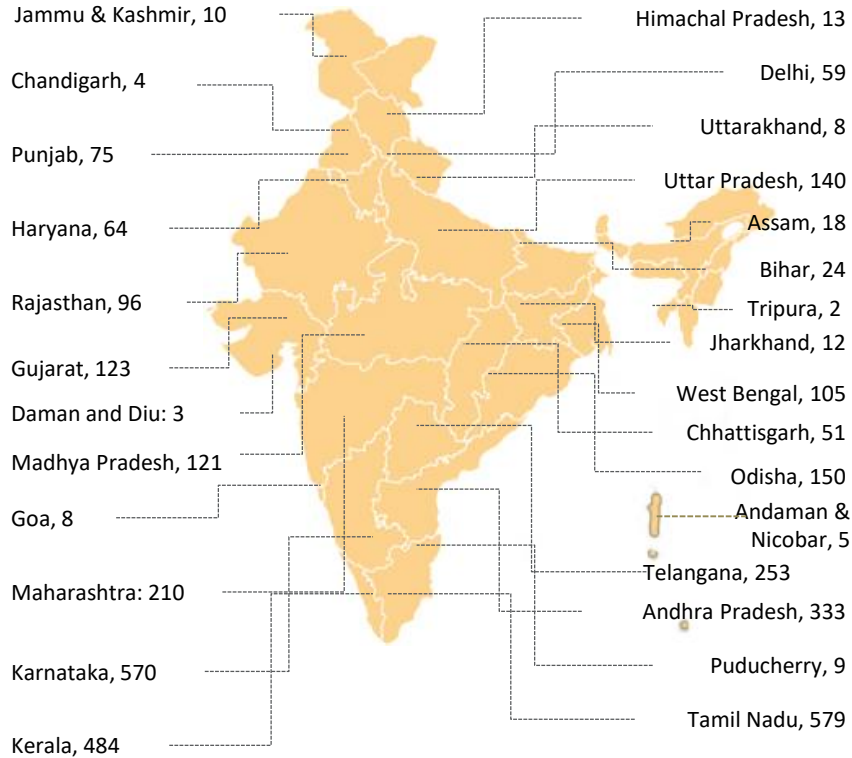 Jammu & Kashmir, 10
Chandigarh, 4
Punjab, 75
Haryana, 64
Rajasthan, 96
Gujarat, 123
Daman and Diu: 3
Madhya Pradesh, 121
Goa, 8
Maharashtra: 210
Karnataka, 570
Kerala, 484
Himachal Pradesh, 13
Delhi, 59
Uttarakhand, 8
Uttar Pradesh, 140
Assam, 18
Bihar, 24
Tripura, 2
Jharkhand, 12
West Bengal, 105
Chhattisgarh, 51
Odisha, 150
Andaman &
Nicobar, 5
Telangana, 253
Andhra Pradesh, 333
Puducherry, 9
Tamil Nadu, 579